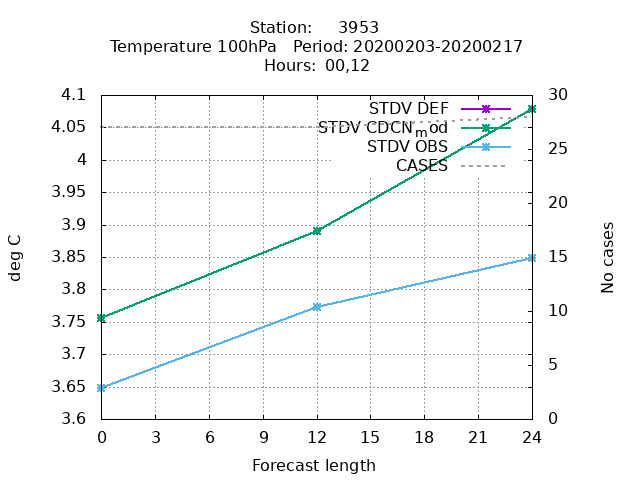 Station: 3953
Temperature 100hPa Period: 20200203-20200217
Hours: 00,12
4.1
4.05
4
3.95
3.9
3.85
3.8
3.75
3.7
3.65
3.6
deg C
30
25
20
15
10
5
0
No cases
STDV DEF
STDV CDCNmod
STDV OBS
CASES
0 3 6 9 12 15 18 21 24
Forecast length